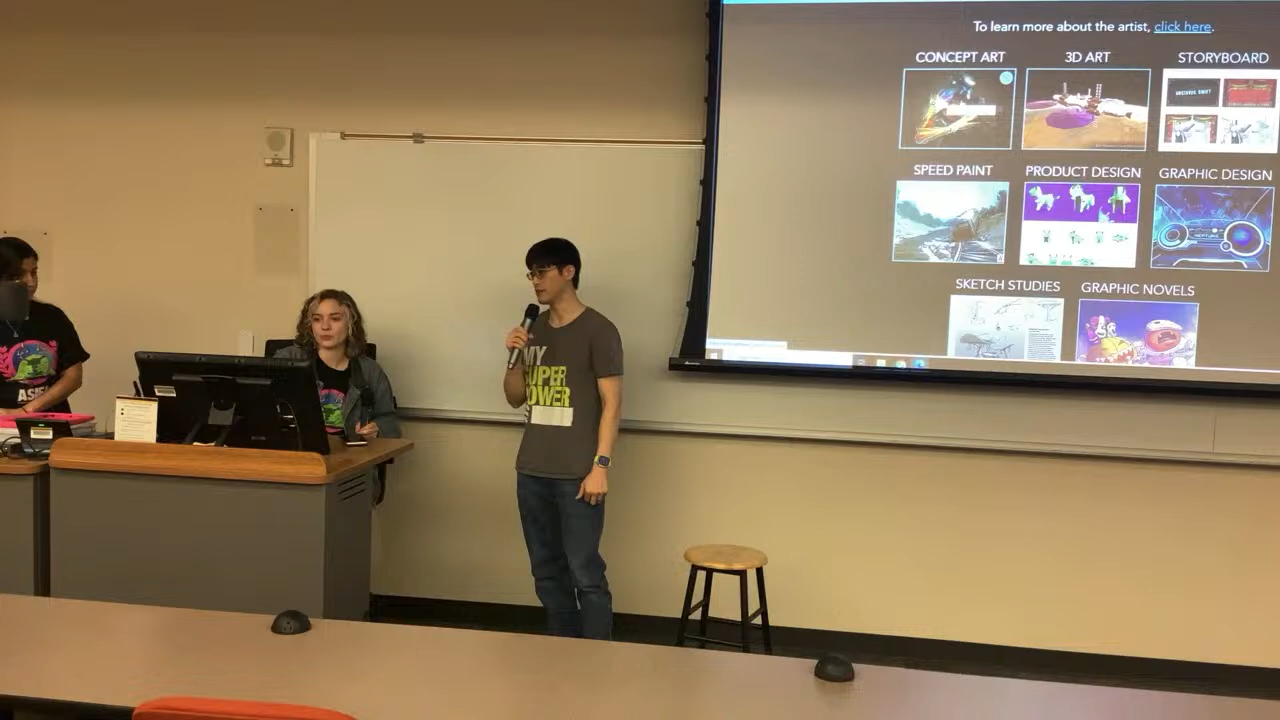 To learn more about the artist, click here.
CONCEPT ART
3D ART
STORYBOARD
SPEED PAINT
PRODUCT DESIGN
GRAPHIC DESIGN
SKETCH STUDIES
GRAPHIC NOVELS
MY
SUPER
POWER